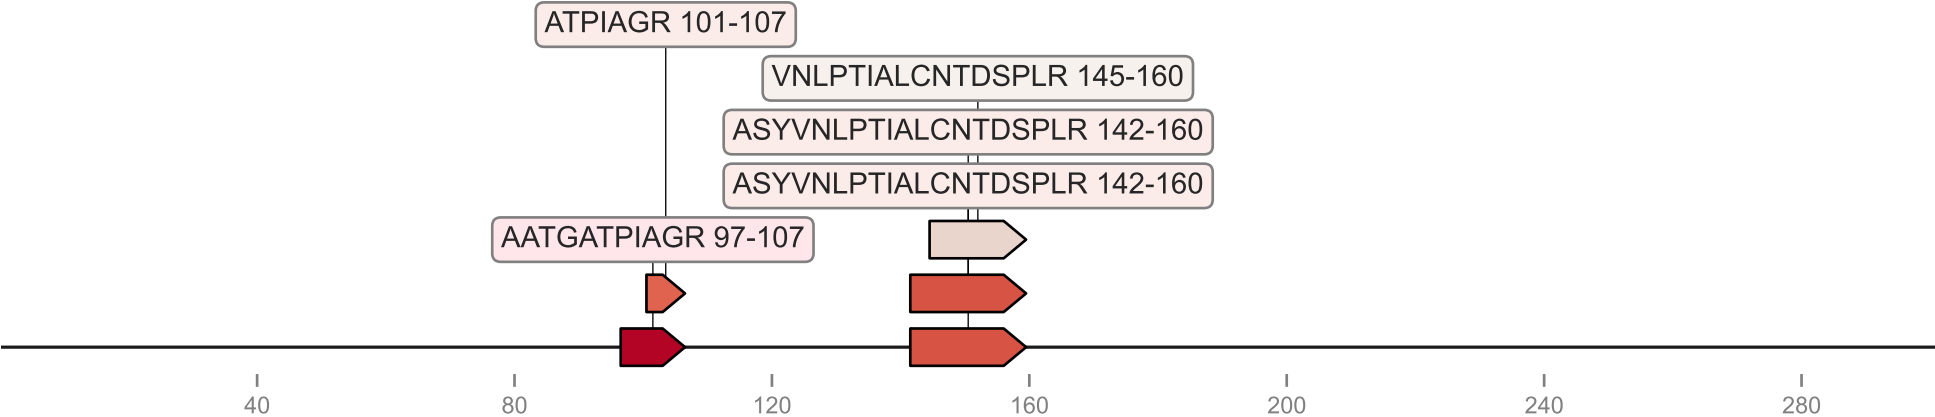 ATPIAGR 101-107
VNLPTIALCNTDSPLR 145-160
ASYVNLPTIALCNTDSPLR 142-160
ASYVNLPTIALCNTDSPLR 142-160
AATGATPIAGR 97-107
40 80 120 160 200 240 280